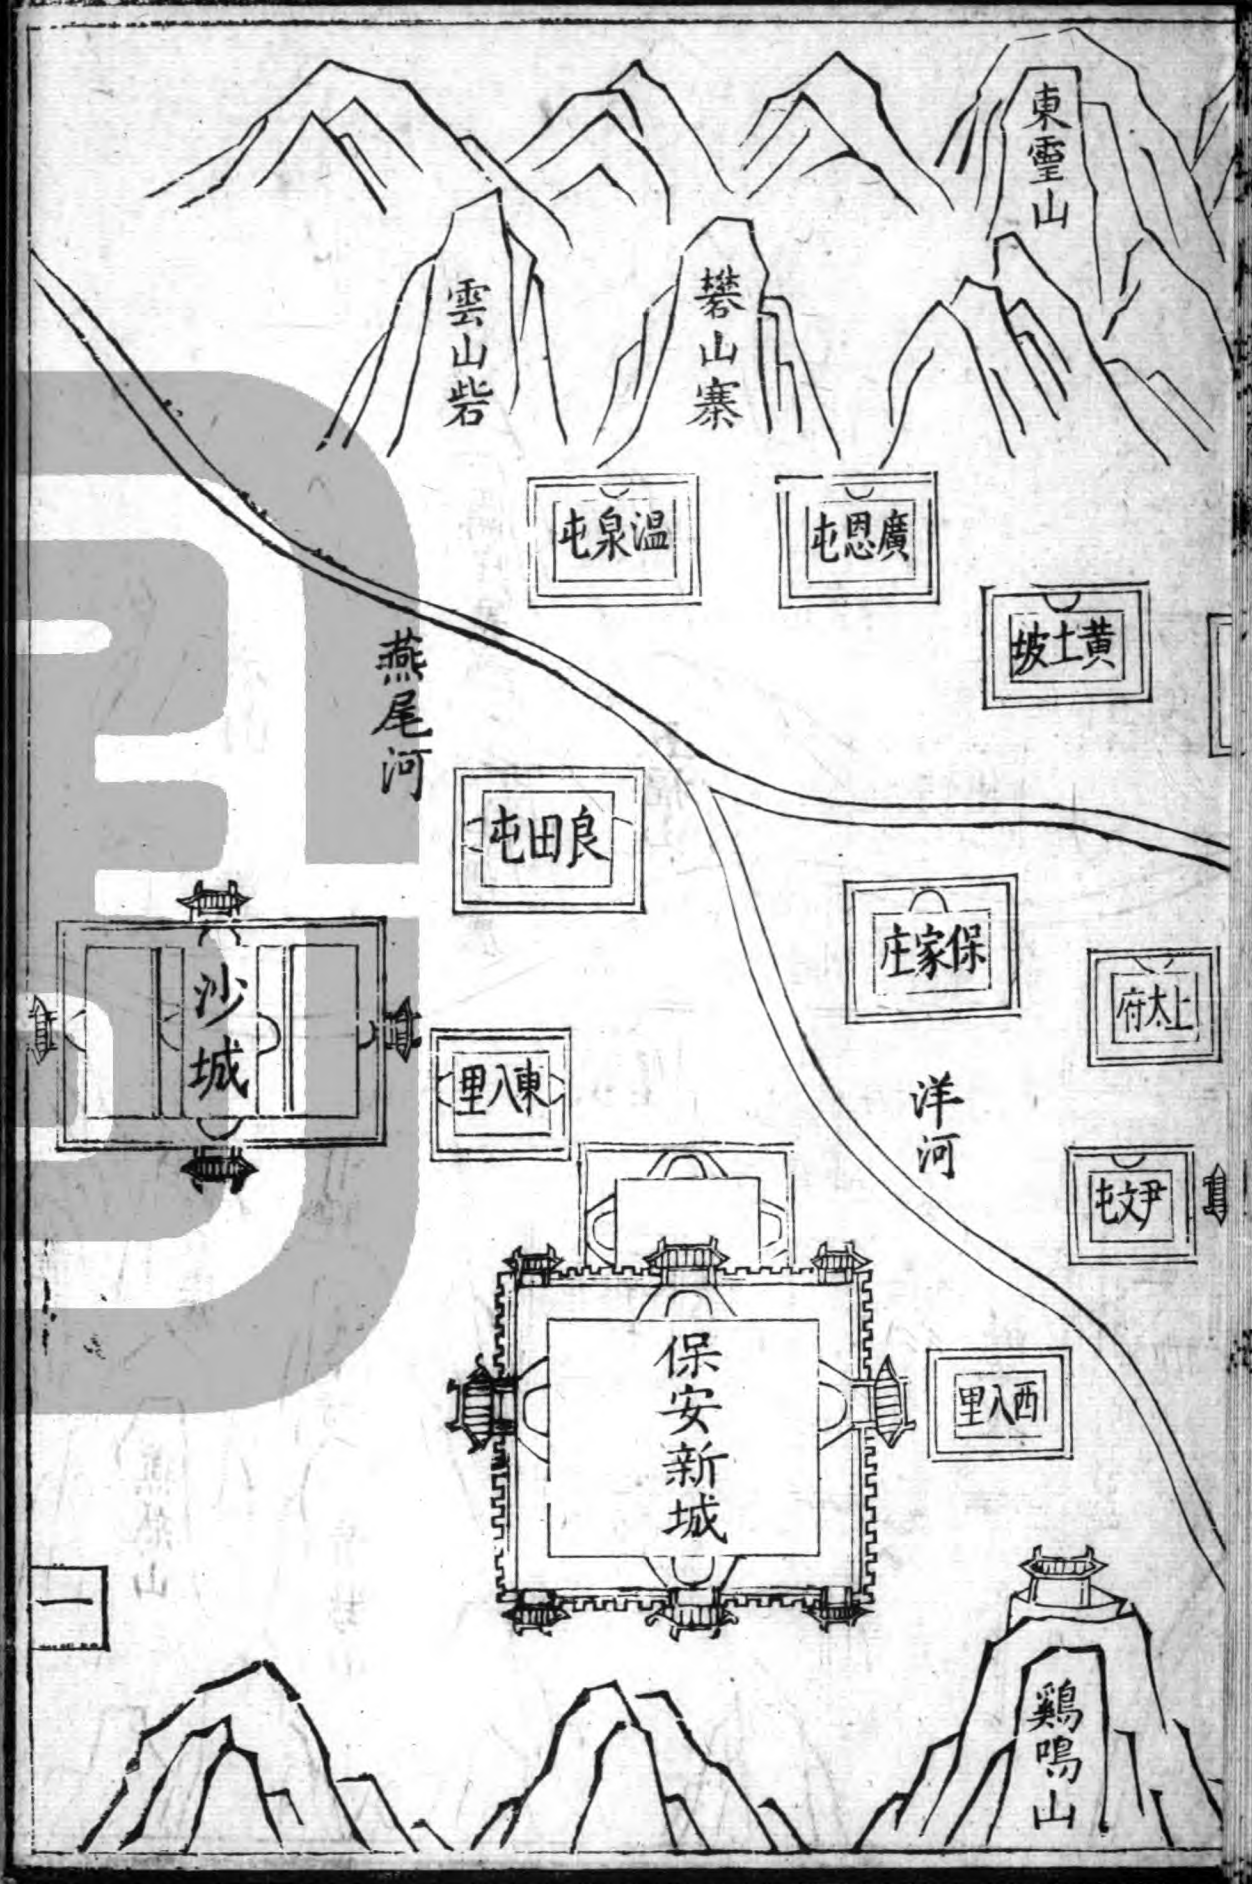 東靈山
礬山寨
雲山砦
廣恩屯
温泉屯
黄土坡
燕尾河
良田屯
保家庄
上太府
沙城
東八里
洋河
尹文屯
保安新城
西八里
鷄鳴山
一